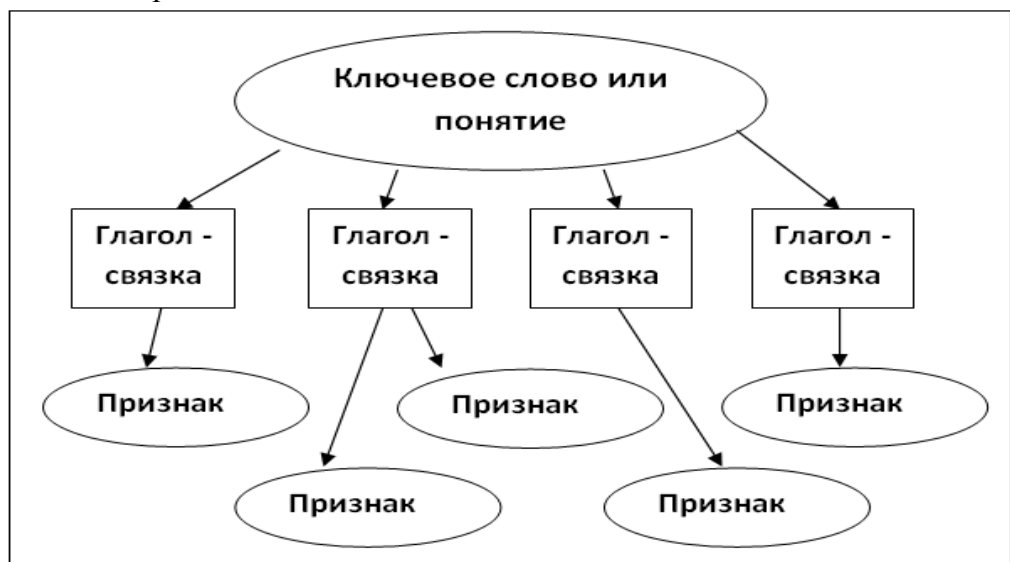 Ключевое слово или
понятие
Глагол -
связка
Глагол -
связка
Глагол -
связка
Глагол -
связка
Признак
Признак
Признак
Признак
Признак